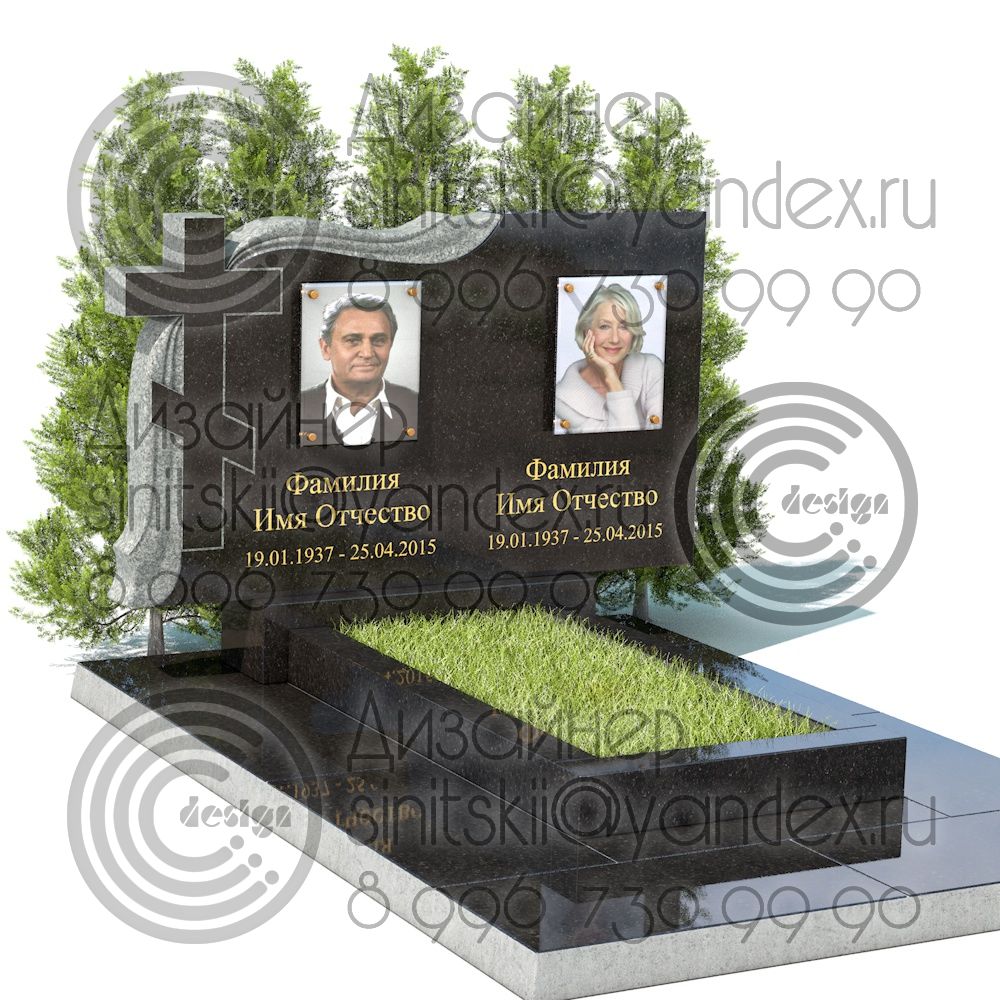 Дизайнер
sinitskii@yandex.ru
8 996 730 99 90
Дизайнер
sinitskii@yandex.ru
8 996 730 99 90
design
Фамилия
Имя Отчество
19.01.1937 - 25.04.2015
Фамилия
Имя Отчество
19.01.1937 - 25.04.2015
design
Дизайнер
sinitskii@yandex.ru
8 996 730 99 90